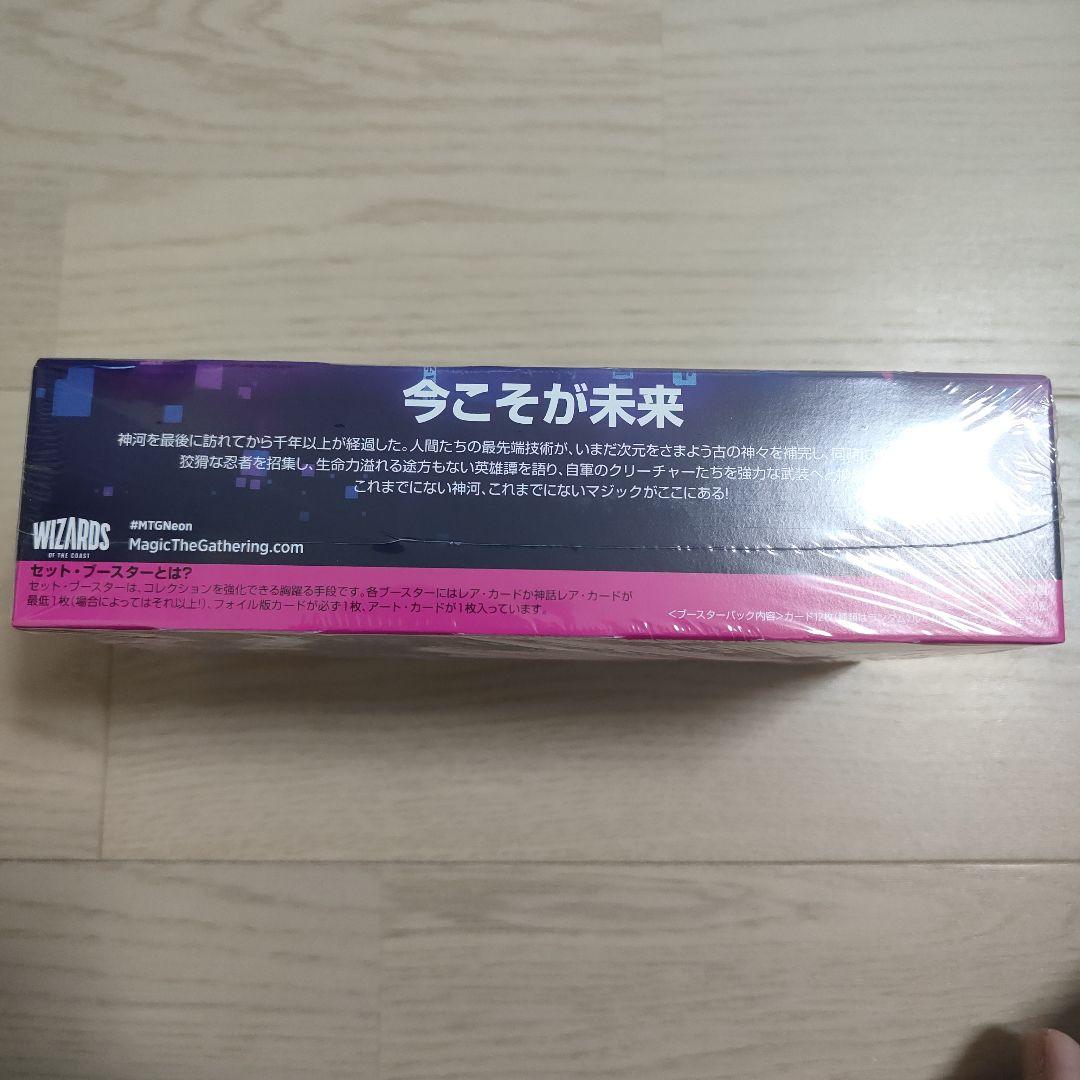 今こそが未来
神河を最後に訪れてから千年以上が経過した。人間たちの最先端技術が、いまだ次元をさまよう古の神々を補完し、
狡猾な忍者を招集し、生命力溢れる途方もない英雄譚を語り、自軍のクリーチャーたちを強力な武装へと
これまでにない神河、これまでにないマジックがここにある!
WIZARDS
OF THE COAST
#MTGNeon
MagicTheGathering.com
セット・ブースターとは?
セット・ブースターは、コレクションを強化できる胸躍る手段です。各ブースターにはレア・カードか神話レア・カードが
最低1枚(場合によってはそれ以上!)、フォイル版カードが必ず1枚、アート・カードが1枚入っています。
<ブースターパック内容>カード12枚(種類はランダム)